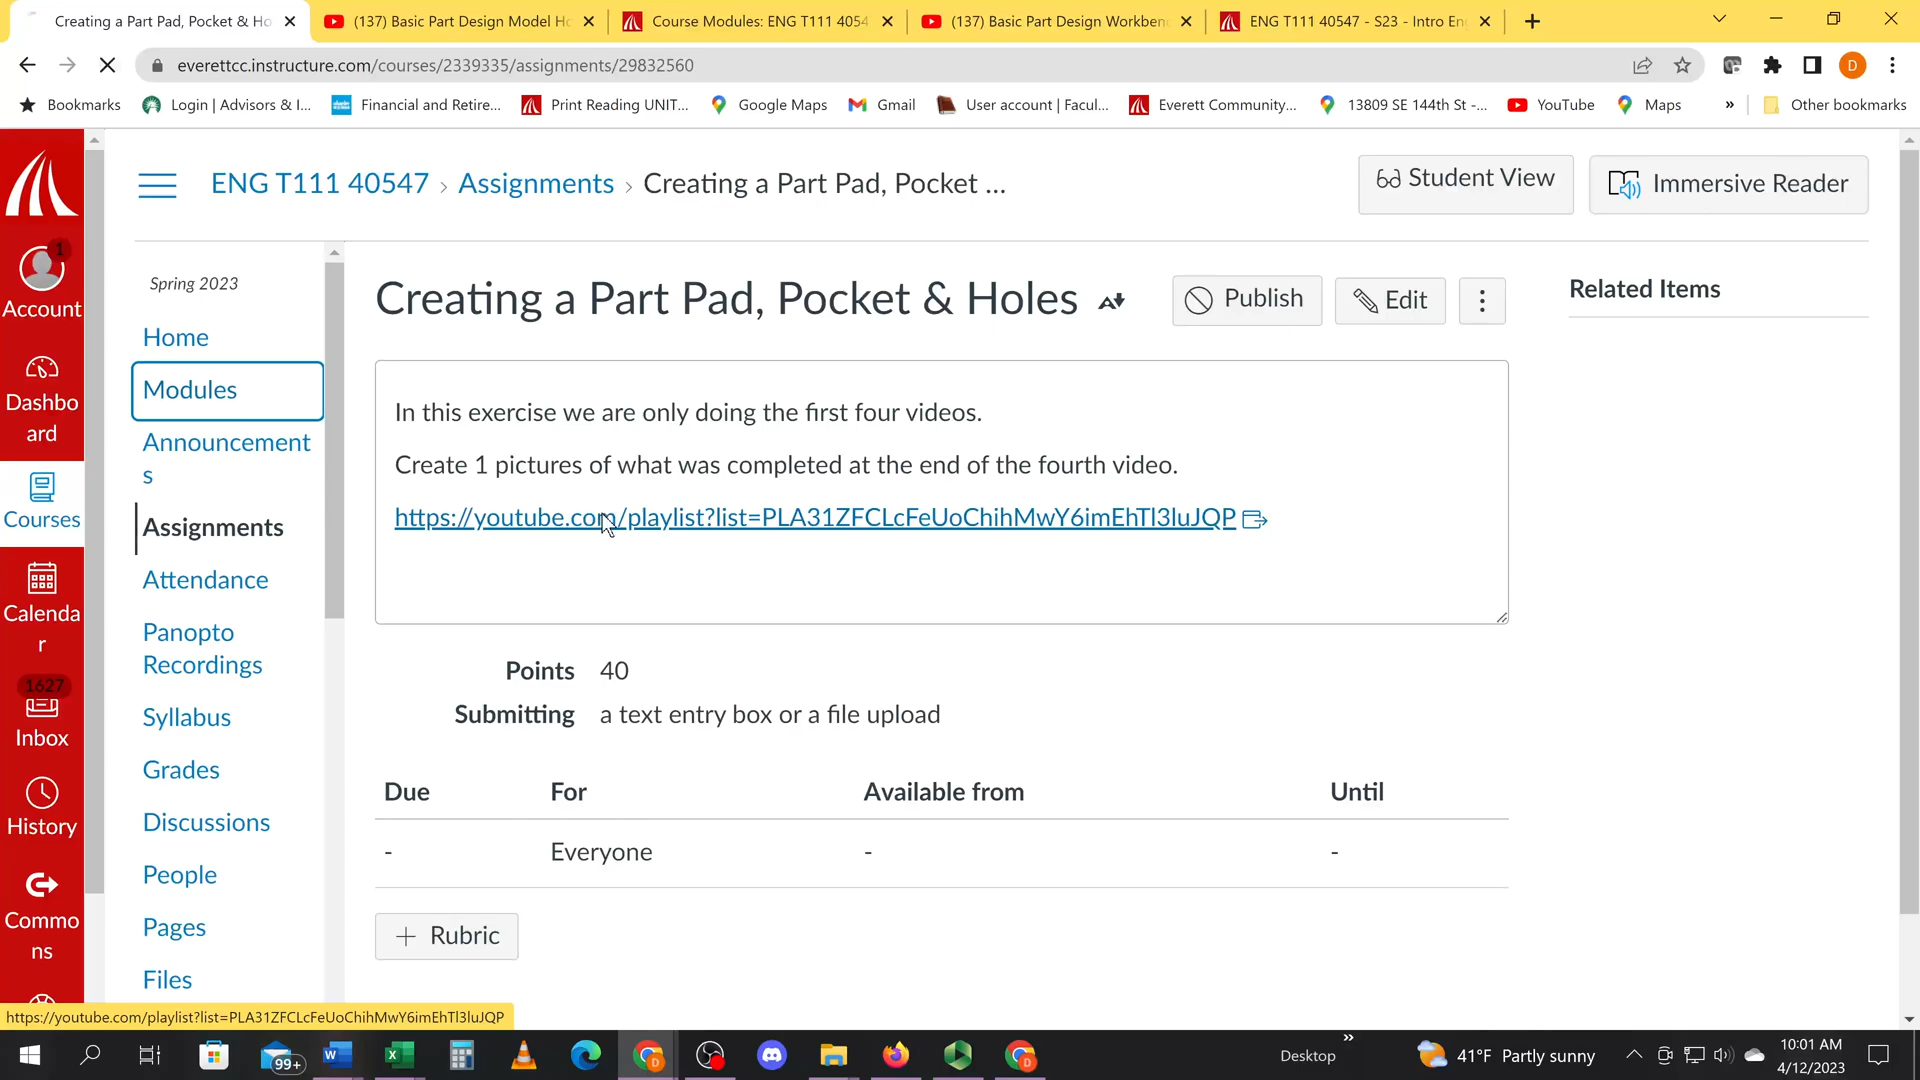 Creating a Part Pad, Pocket & Ho
(137) Basic Part Design Model Ho
Course Modules: ENG T111 4054
(137) Basic Part Design Workben
ENG T111 40547 - S23 - Intro En
everettcc.instructure.com/courses/2339335/assignments/29832560
D
Bookmarks
Login | Advisors & I...
Financial and Retire...
Print Reading UNIT...
Google Maps
Gmail
User account | Facul...
Everett Community...
13809 SE 144th St -...
YouTube
Maps
»
Other bookmarks
ENG T111 40547 › Assignments › Creating a Part Pad, Pocket ...
Student View
Immersive Reader
1
Account
Dashbo
ard
Courses
Calenda
r
1627
Inbox
History
Commo
ns
Spring 2023
Home
Modules
Announcement
s
Assignments
Attendance
Panopto
Recordings
Syllabus
Grades
Discussions
People
Pages
Files
Creating a Part Pad, Pocket & Holes
Publish
Edit
Related Items
In this exercise we are only doing the first four videos.
Create 1 pictures of what was completed at the end of the fourth video.
https://youtube.com/playlist?list=PLA31ZFCLcFeUoChihMwY6imEhTl3luJQP
Points 40
Submitting a text entry box or a file upload
Due For Available from Until
- Everyone - -
+ Rubric
https://youtube.com/playlist?list=PLA31ZFCLcFeUoChihMwY6imEhTl3luJQP
99+
Desktop
»
41°F Partly sunny
10:01 AM
4/12/2023